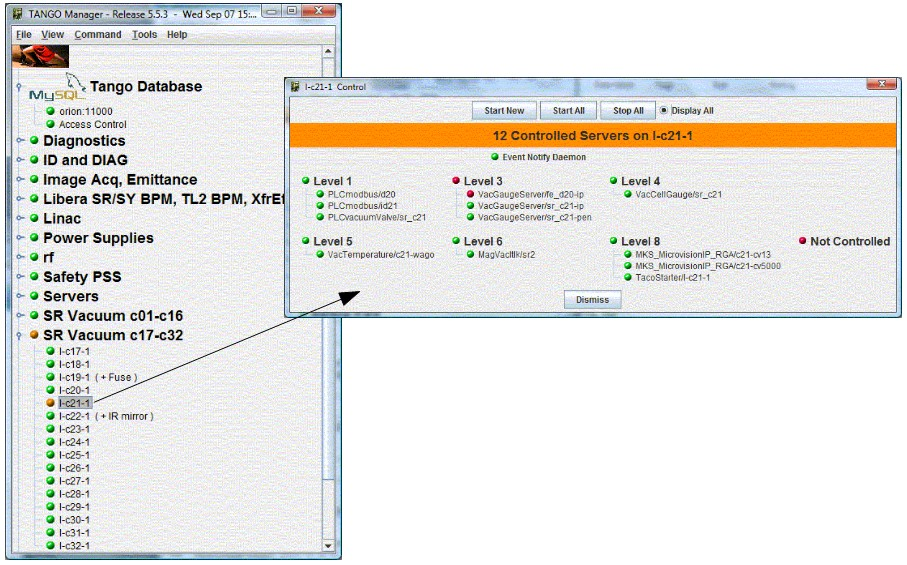 TANGO Manager - Release 5.5.3 - Wed Sep 07 15:...
File View Command Tools Help
MySQL Tango Database
orion:11000
Access Control
Diagnostics
ID and DIAG
Image Acq, Emittance
Libera SR/SY BPM, TL2 BPM, XfrEf
Linac
Power Supplies
rf
Safety PSS
Servers
SR Vacuum c01-c16
SR Vacuum c17-c32
l-c17-1
l-c18-1
l-c19-1 ( + Fuse )
l-c20-1
l-c21-1
l-c22-1 ( + IR mirror )
l-c23-1
l-c24-1
l-c25-1
l-c26-1
l-c27-1
l-c28-1
l-c29-1
l-c30-1
l-c31-1
l-c32-1
l-c21-1 Control
Start New Start All Stop All Display All
12 Controlled Servers on l-c21-1
Event Notify Daemon
Level 1
PLCmodbus/d20
PLCmodbus/id21
PLCvacuumValve/sr_c21
Level 3
VacGaugeServer/fe_d20-ip
VacGaugeServer/sr_c21-ip
VacGaugeServer/sr_c21-pen
Level 4
VacCellGauge/sr_c21
Level 5
VacTemperature/c21-wago
Level 6
MagVacItlk/sr2
Level 8
MKS_MicrovisionIP_RGA/c21-cv13
MKS_MicrovisionIP_RGA/c21-cv5000
TacoStarter/l-c21-1
Not Controlled
Dismiss